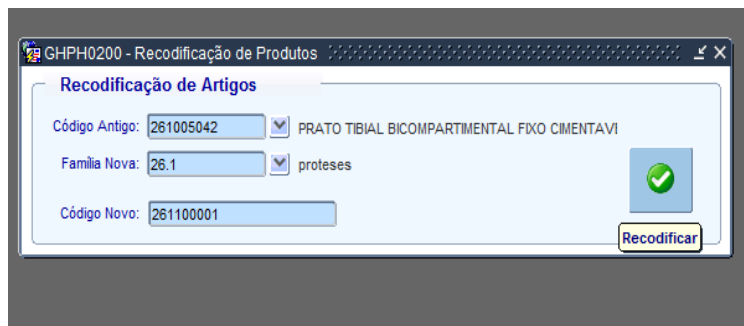 GHPH0200 - Recodificação de Produtos
Recodificação de Artigos
Código Antigo: 261005042 PRATO TIBIAL BICOMPARTIMENTAL FIXO CIMENTAVI
Família Nova: 26.1 proteses
Código Novo: 261100001
Recodificar